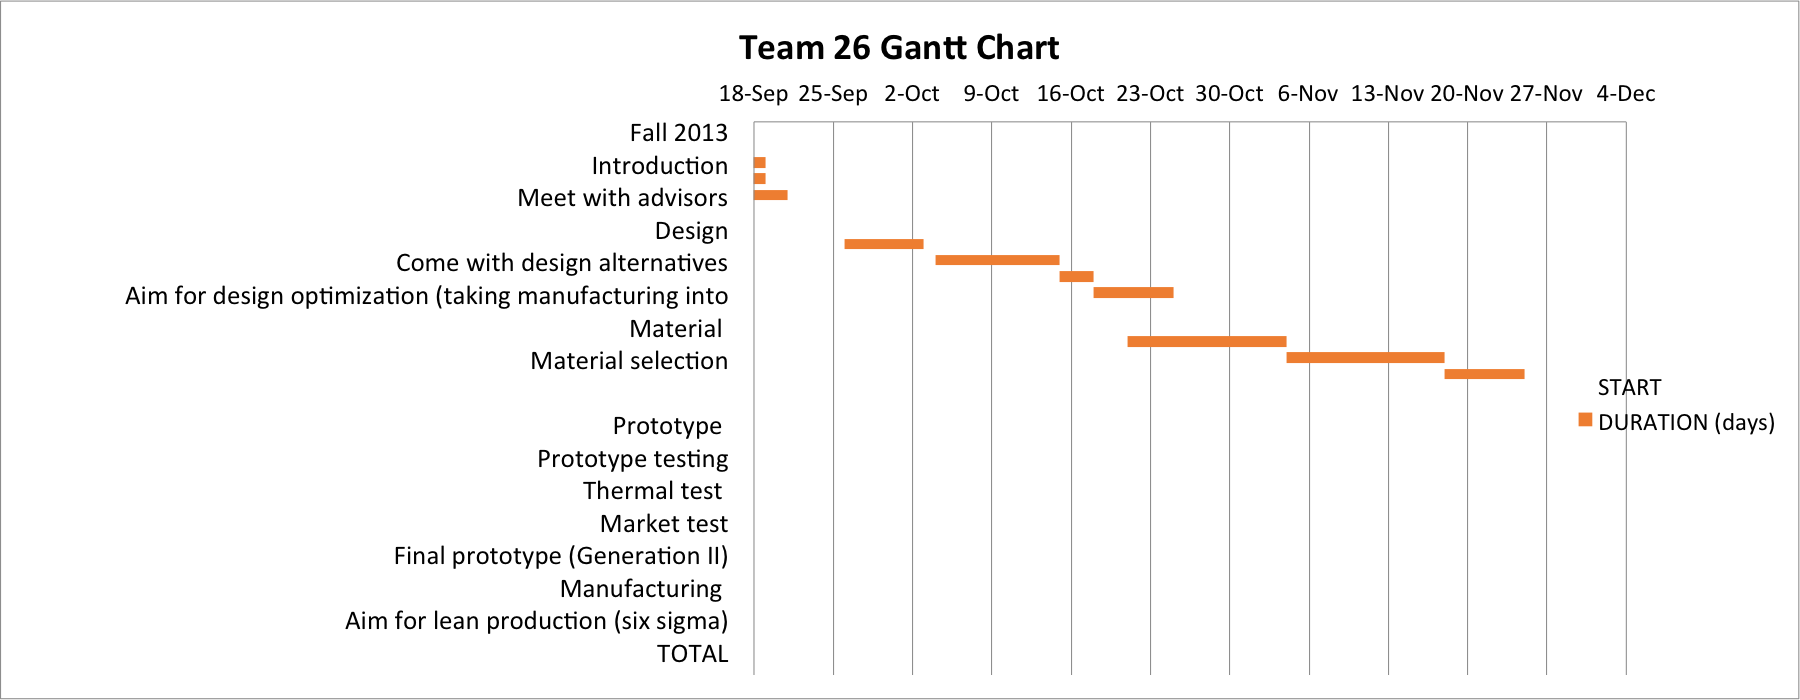 Team 26 Gantt Chart
18-Sep 25-Sep 2-Oct 9-Oct 16-Oct 23-Oct 30-Oct 6-Nov 13-Nov 20-Nov 27-Nov 4-Dec
Fall 2013
Introduction
Meet with advisors
Design
Come with design alternatives
Aim for design optimization (taking manufacturing into
Material
Material selection
START
DURATION (days)
Prototype
Prototype testing
Thermal test
Market test
Final prototype (Generation II)
Manufacturing
Aim for lean production (six sigma)
TOTAL